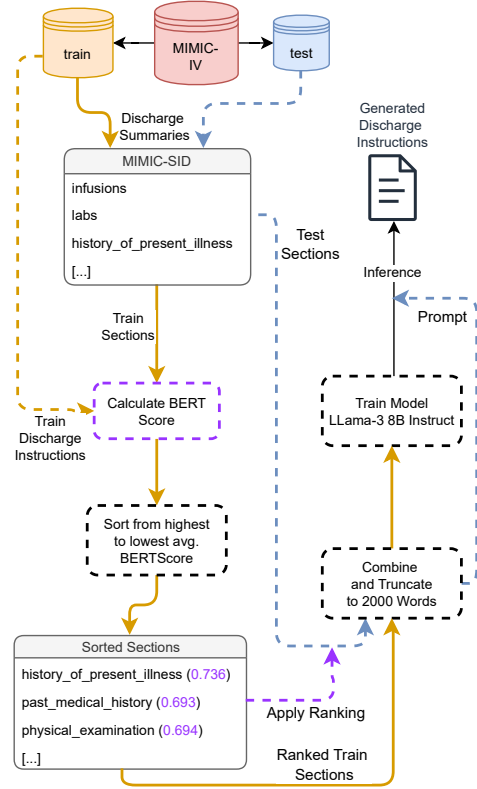 train
MIMIC-
IV
test
Discharge
Summaries
Generated
Discharge
Instructions
MIMIC-SID
infusions
labs
history_of_present_illness
[...]
Test
Sections
Inference
Prompt
Train
Sections
Calculate BERT
Score
Train Model
LLama-3 8B Instruct
Train
Discharge
Instructions
Sort from highest
to lowest avg.
BERTScore
Combine
and Truncate
to 2000 Words
Sorted Sections
history_of_present_illness (0.736)
past_medical_history (0.693)
physical_examination (0.694)
[...]
Apply Ranking
Ranked Train
Sections